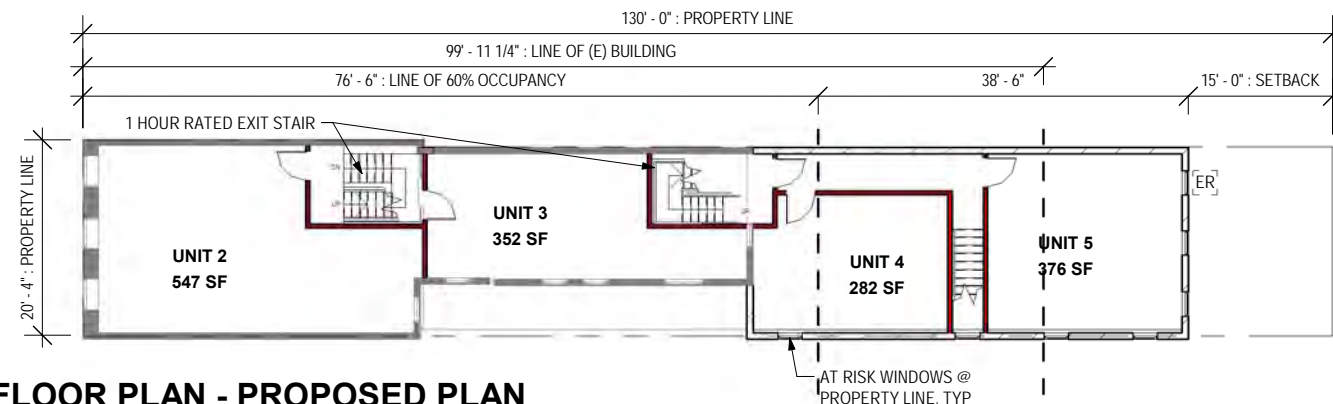 130' - 0" : PROPERTY LINE
99' - 11 1/4" : LINE OF (E) BUILDING
76' - 6" : LINE OF 60% OCCUPANCY
38' - 6"
15' - 0" : SETBACK
1 HOUR RATED EXIT STAIR
20' - 4" : PROPERTY LINE
ER
UNIT 2
547 SF
UNIT 3
352 SF
UNIT 4
282 SF
UNIT 5
376 SF
AT RISK WINDOWS @
PROPERTY LINE, TYP
FLOOR PLAN - PROPOSED PLAN